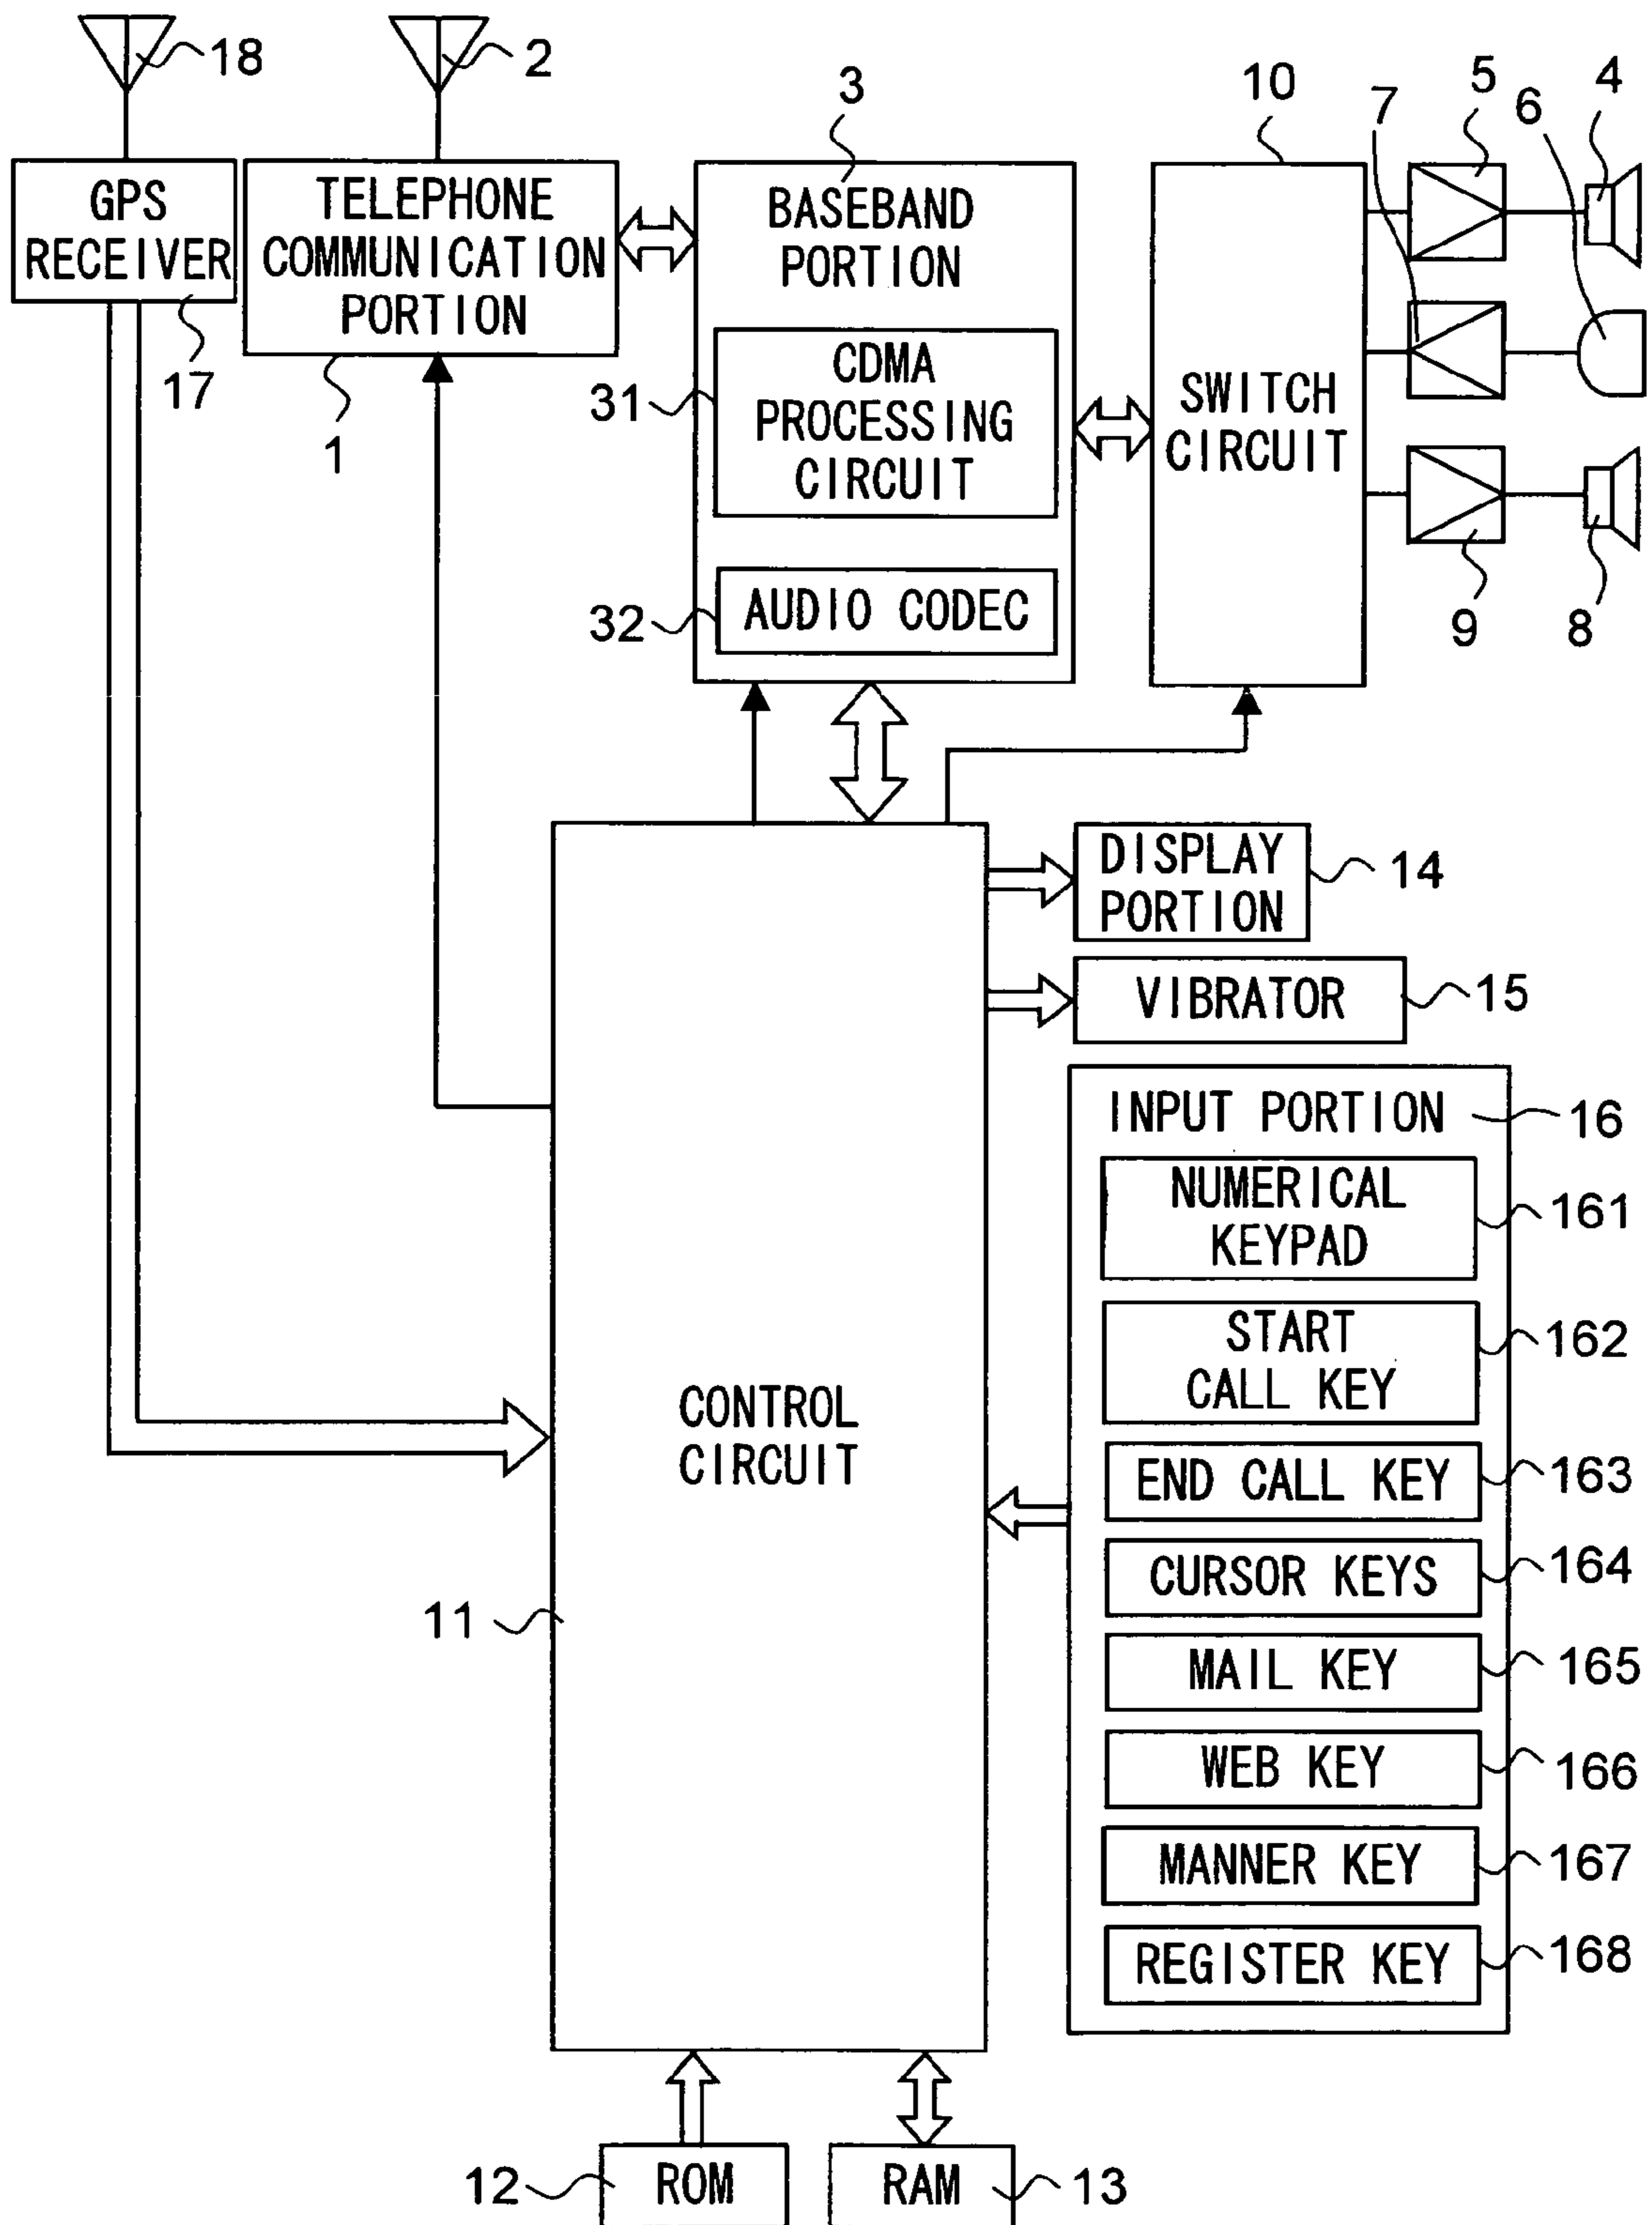 18
2
3
10
7
5
6
4
GPS
RECEIVER
17
TELEPHONE
COMMUNICATION
PORTION
1
BASEBAND
PORTION
31
CDMA
PROCESSING
CIRCUIT
32
AUDIO CODEC
SWITCH
CIRCUIT
9
8
DISPLAY
PORTION
14
VIBRATOR
15
INPUT PORTION
16
NUMERICAL
KEYPAD
161
START
CALL KEY
162
END CALL KEY
163
CURSOR KEYS
164
MAIL KEY
165
WEB KEY
166
MANNER KEY
167
REGISTER KEY
168
CONTROL
CIRCUIT
11
12
ROM
RAM
13